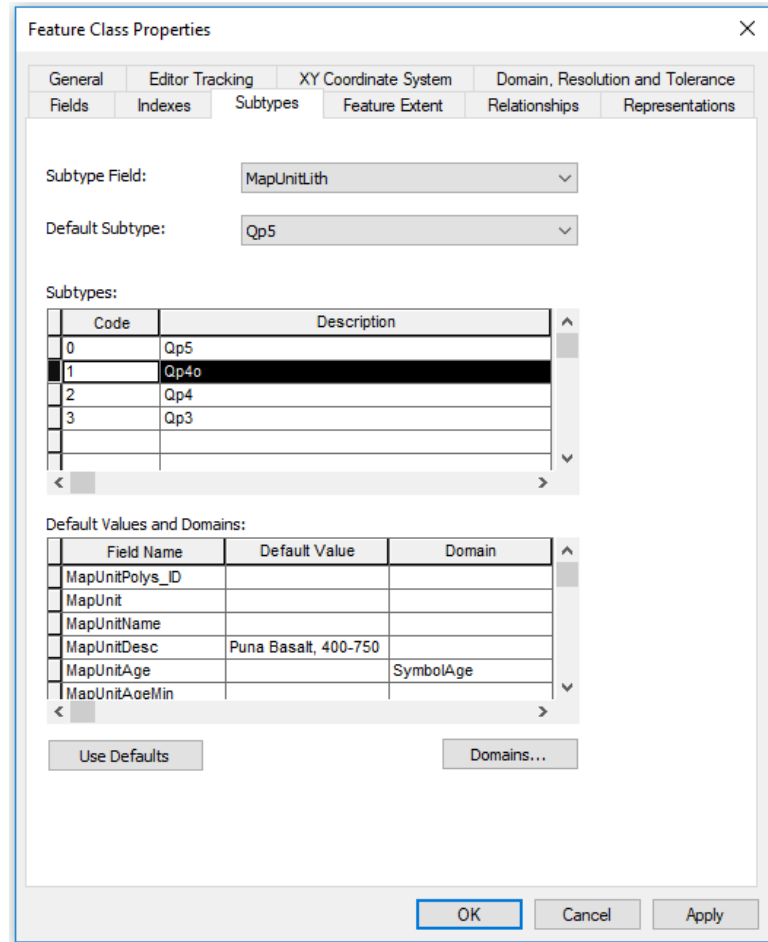 Feature Class Properties
General Editor Tracking XY Coordinate System Domain, Resolution and Tolerance
Fields Indexes Subtypes Feature Extent Relationships Representations
Subtype Field: MapUnitLith
Default Subtype: Qp5
Subtypes:
Code Description
0 Qp5
1 Qp4o
2 Qp4
3 Qp3
Default Values and Domains:
Field Name Default Value Domain
MapUnitPolys_ID
MapUnit
MapUnitName
MapUnitDesc Puna Basalt, 400-750
MapUnitAge SymbolAge
MapUnitAgeMin
Use Defaults Domains...
OK Cancel Apply